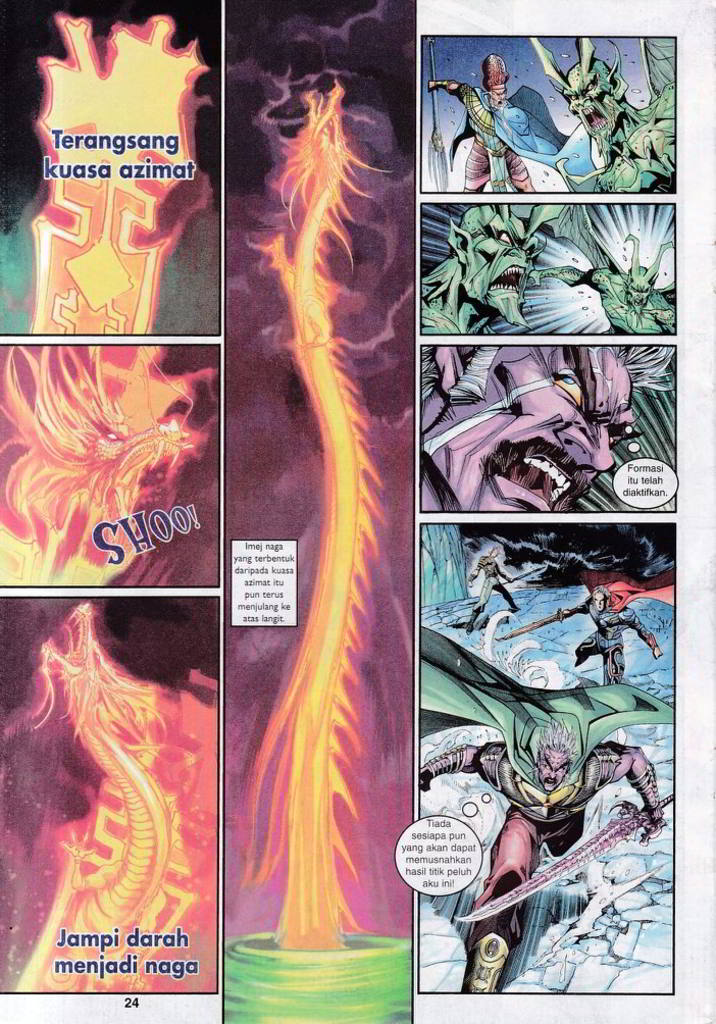 Terangsang
kuasa azimat
SHOO!
Jampi darah
menjadi naga
24
Imej naga
yang terbentuk
daripada kuasa
azimat itu
pun terus
menjulang ke
atas langit.
Formasi
itu telah
diaktifkan.
Tiada
sesiapa pun
yang akan dapat
memusnahkan
hasil titik peluh
aku ini!